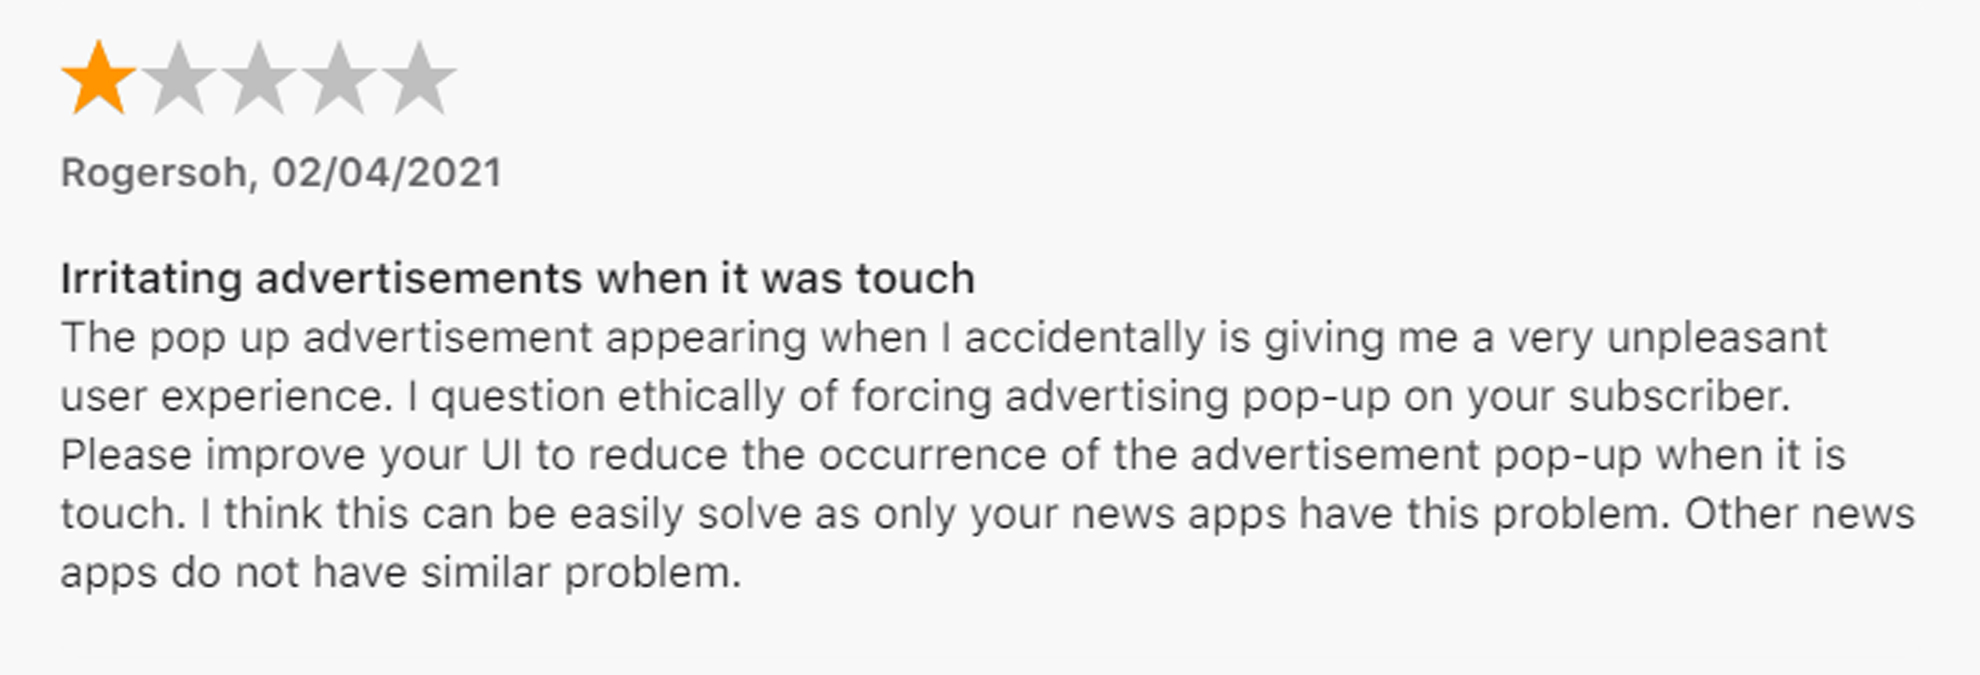 Rogersoh, 02/04/2021
Irritating advertisements when it was touch
The pop up advertisement appearing when I accidentally is giving me a very unpleasant
user experience. I question ethically of forcing advertising pop-up on your subscriber.
Please improve your UI to reduce the occurrence of the advertisement pop-up when it is
touch. I think this can be easily solve as only your news apps have this problem. Other news
apps do not have similar problem.